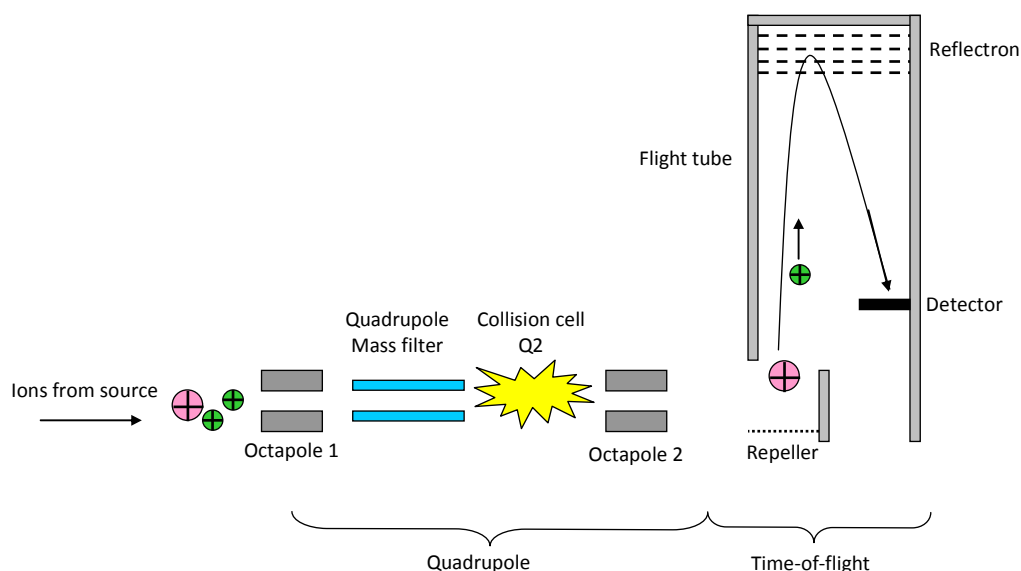 Reflectron
Flight tube
Detector
Quadrupole
Mass filter
Collision cell
Q2
Ions from source
Octapole 1
Octapole 2
Repeller
Quadrupole
Time-of-flight